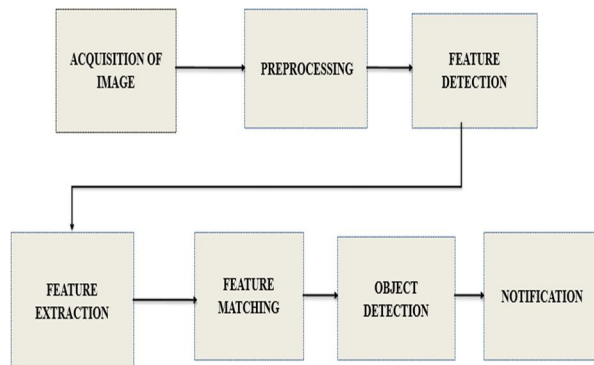 ACQUISITION OF
IMAGE
PREPROCESSING
FEATURE
DETECTION
FEATURE
EXTRACTION
FEATURE
MATCHING
OBJECT
DETECTION
NOTIFICATION